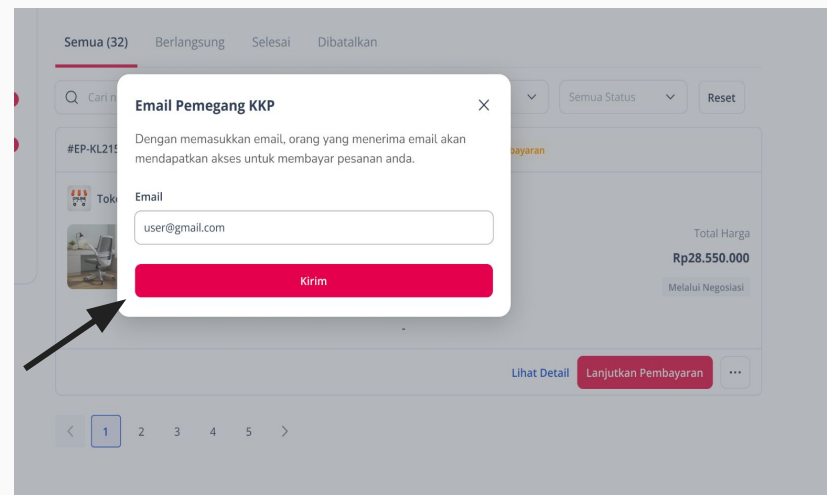 Semua (32) Berlangsung Selesai Dibatalkan
Cari Semua Status Reset
Email Pemegang KKP
Dengan memasukkan email, orang yang menerima email akan
mendapatkan akses untuk membayar pesanan anda.
#EP-KL215 bayaran
Email
Tok
user@gmail.com
Total Harga
Rp28.550.000
Kirim
Melalui Negosiasi
-
Lihat Detail Lanjutkan Pembayaran ...
< 1 2 3 4 5 >